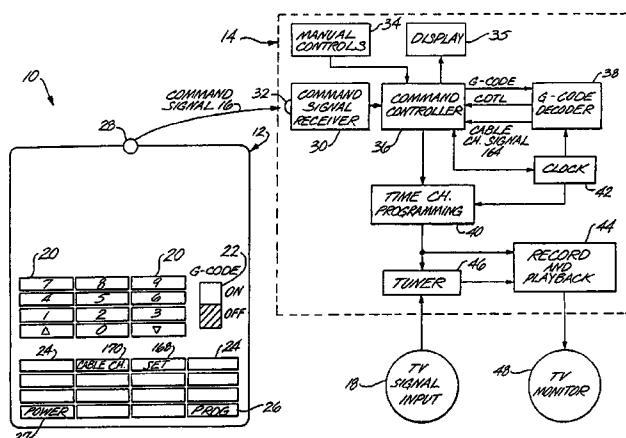 10
COMMAND SIGNAL 16
28
12
20
20
22
G-CODE
ON
OFF
7 8 9
4 5 6
1 2 3
△ 0 ▽
24
170
168
24
CABLE CH. SET
POWER
PROG
26
27
14
MANUAL CONTROLS
34
DISPLAY
35
32
COMMAND SIGNAL RECEIVER
30
COMMAND CONTROLLER
36
G-CODE
CDTL
CABLE CH. SIGNAL 164
G-CODE DECODER
38
CLOCK
42
TIME CH. PROGRAMMING
40
TUNER
46
RECORD AND PLAYBACK
44
TV SIGNAL INPUT
18
TV MONITOR
48